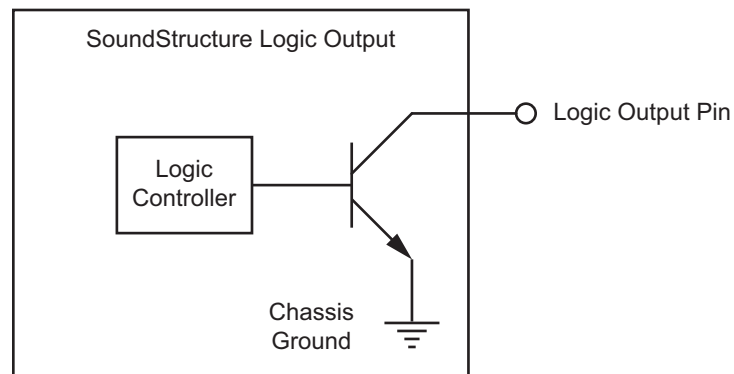 SoundStructure Logic Output
Logic Output Pin
Logic
Controller
Chassis
Ground